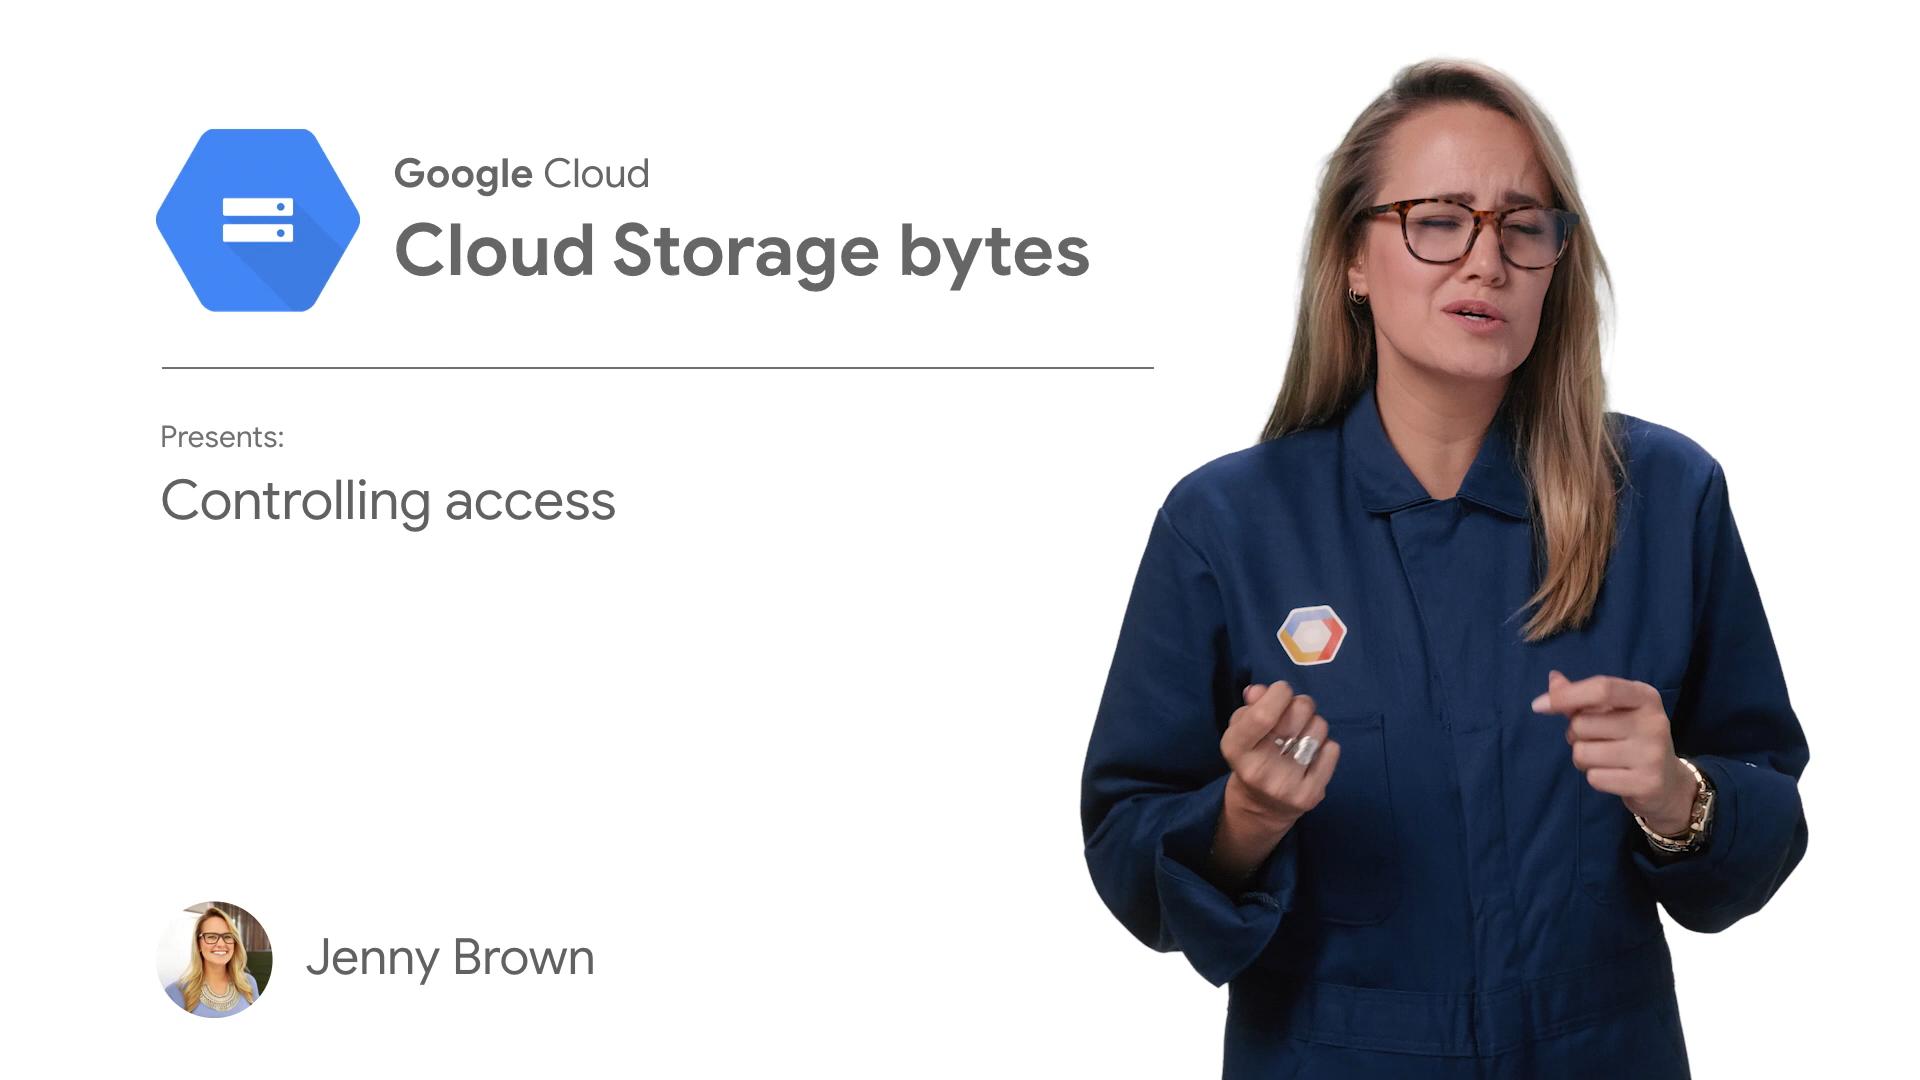 Google Cloud
Cloud Storage bytes
Presents:
Controlling access
Jenny Brown